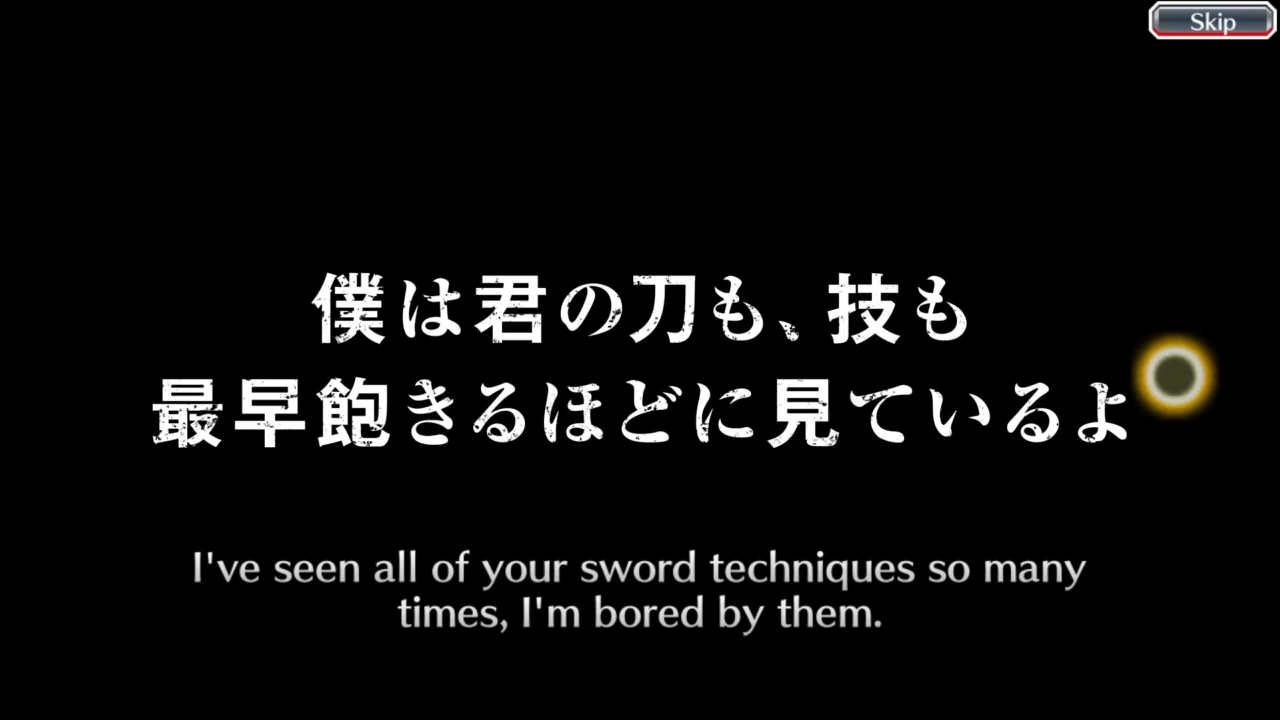 Skip
僕は君の刀も、技も
最早飽きるほどに見ているよ
I've seen all of your sword techniques so many
times, I'm bored by them.